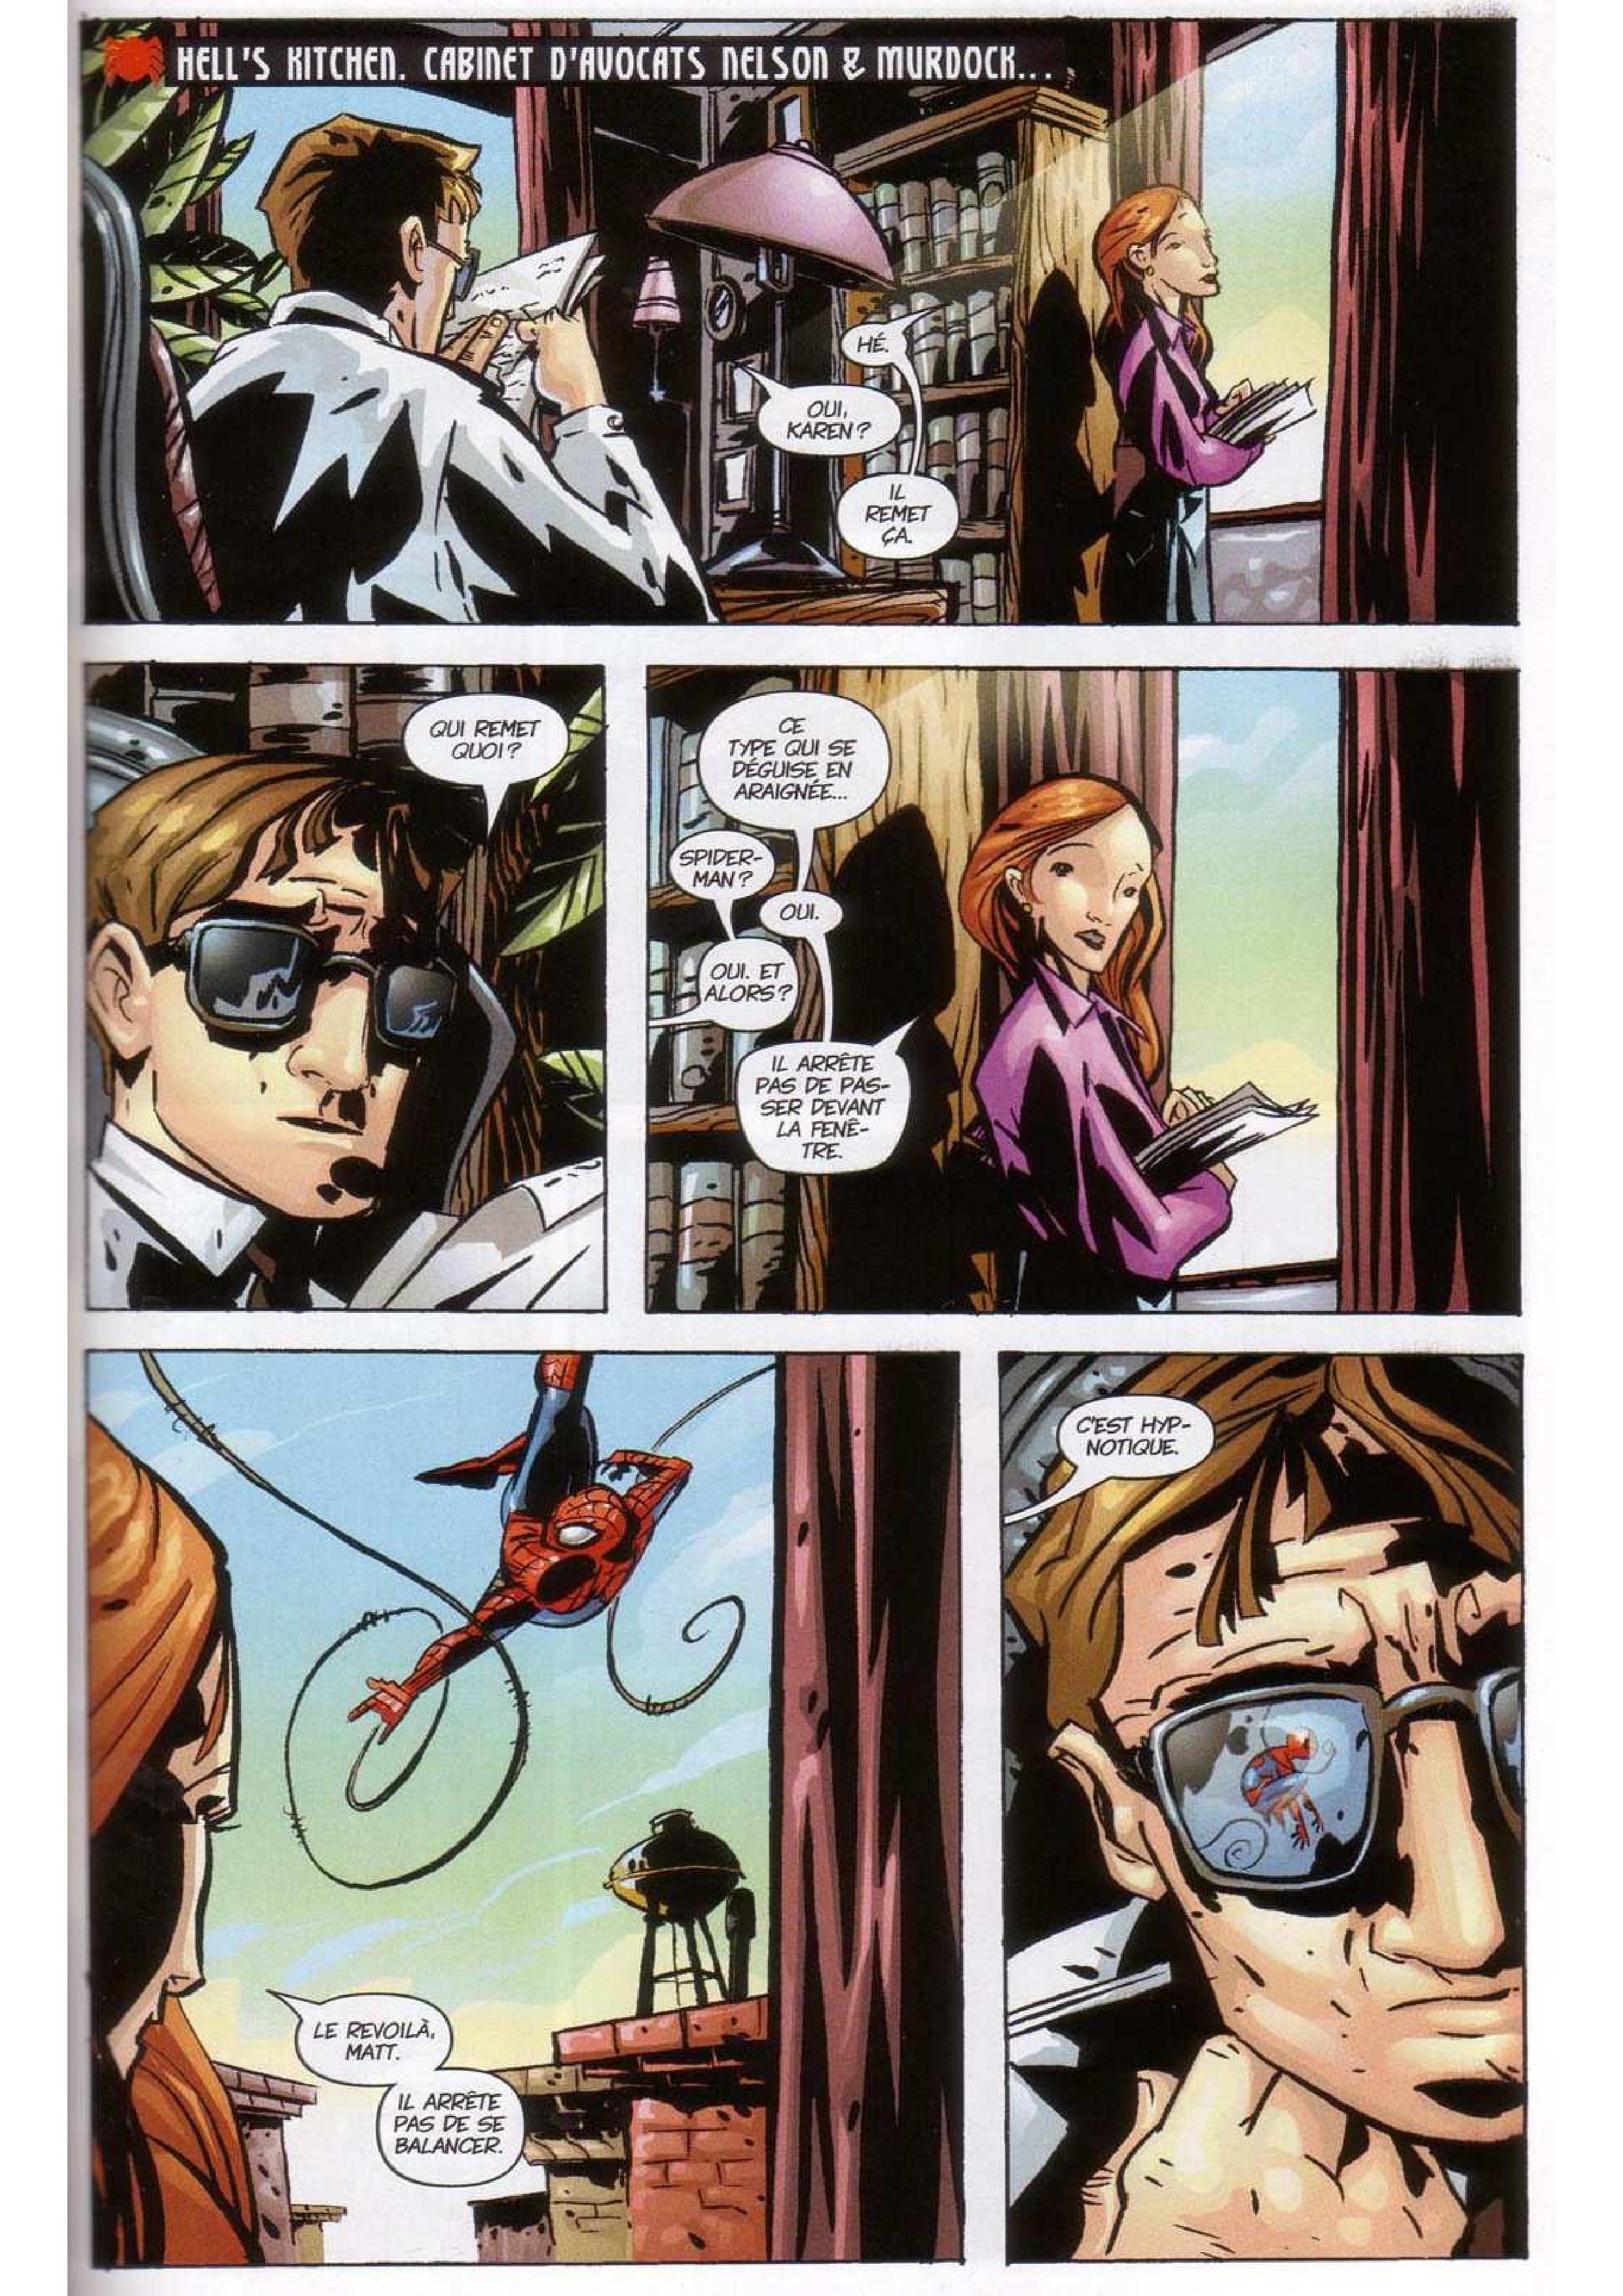 HELL'S KITCHEN. CABINET D'AVOCATS NELSON & MURDOCK...
HÉ.
OUI,
KAREN?
IL
REMET
ÇA.
QUI REMET
QUOI?
CE
TYPE QUI SE
DÉGUISE EN
ARAIGNÉE...
SPIDER-
MAN?
OUI.
OUI. ET
ALORS?
IL ARRÊTE
PAS DE PAS-
SER DEVANT
LA FENÊ-
TRE.
LE REVOILÀ,
MATT.
IL ARRÊTE
PAS DE SE
BALANCER.
C'EST HYP-
NOTIQUE.